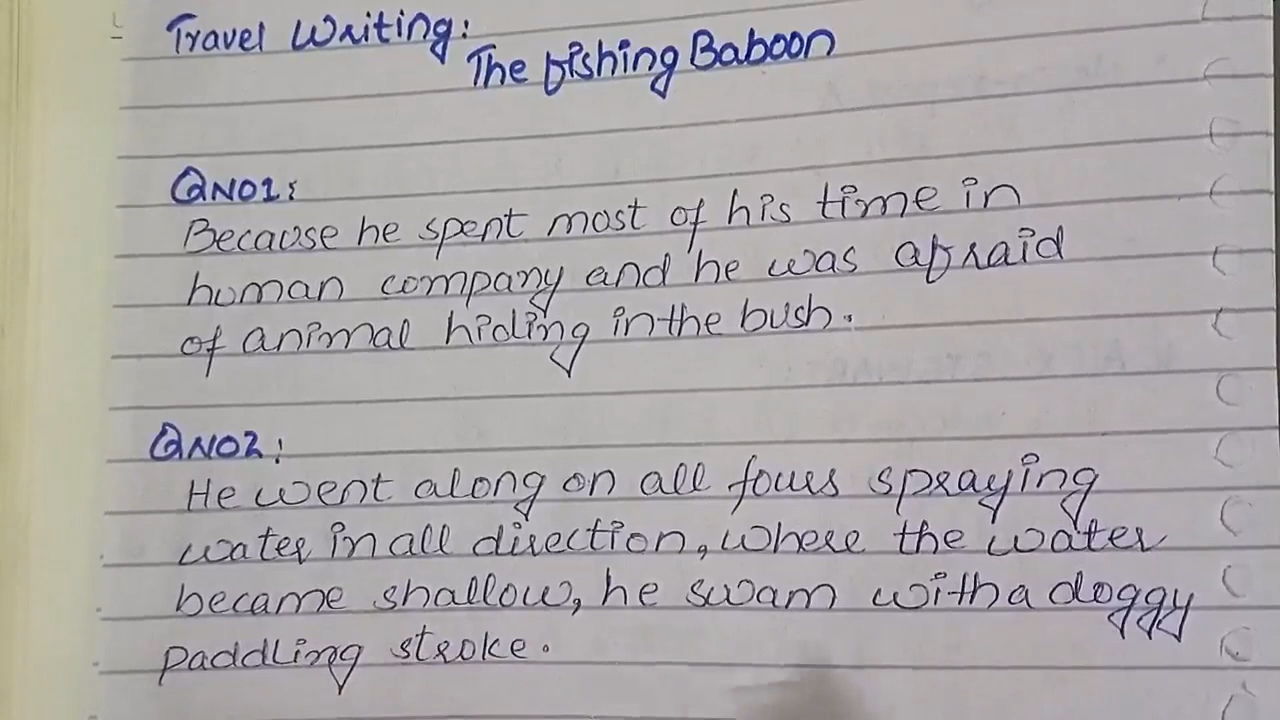 Travel Writing:
The fishing Baboon
QNO1:
Because he spent most of his time in
human company and he was afraid
of animal hiding in the bush.
QNO2:
He went along on all fours spraying
water in all direction, where the water
became shallow, he swam with a doggy
paddling stroke.